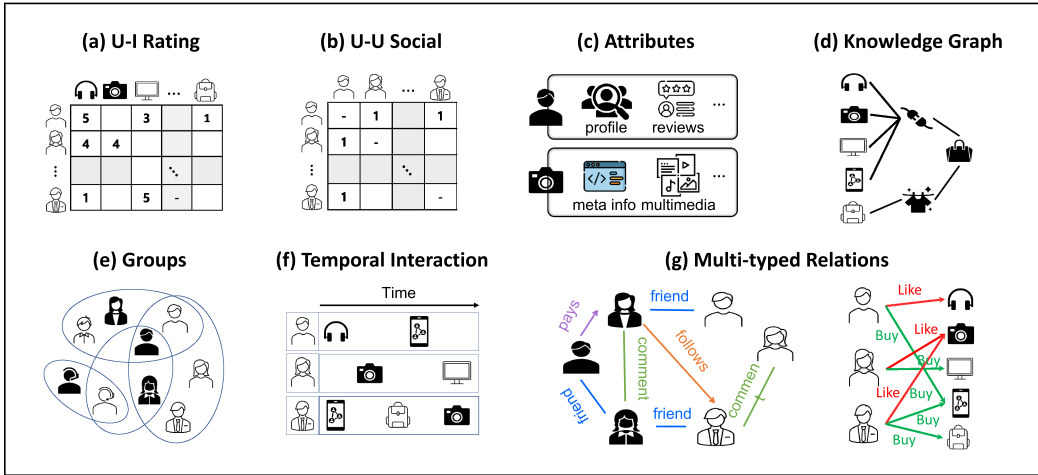 (a) U-I Rating
(b) U-U Social
(c) Attributes
(d) Knowledge Graph
...
5 3 1
4 4
⋮ ⋱
1 5 -
...
- 1 1
1 -
⋮ ⋱
1 -
profile reviews ...
</>
meta info multimedia ...
(e) Groups
(f) Temporal Interaction
(g) Multi-typed Relations
Time
pays
friend
comment
follows
friend
friend
commen
t
Like
Like
Buy
Buy
Like
Buy
Buy
Buy